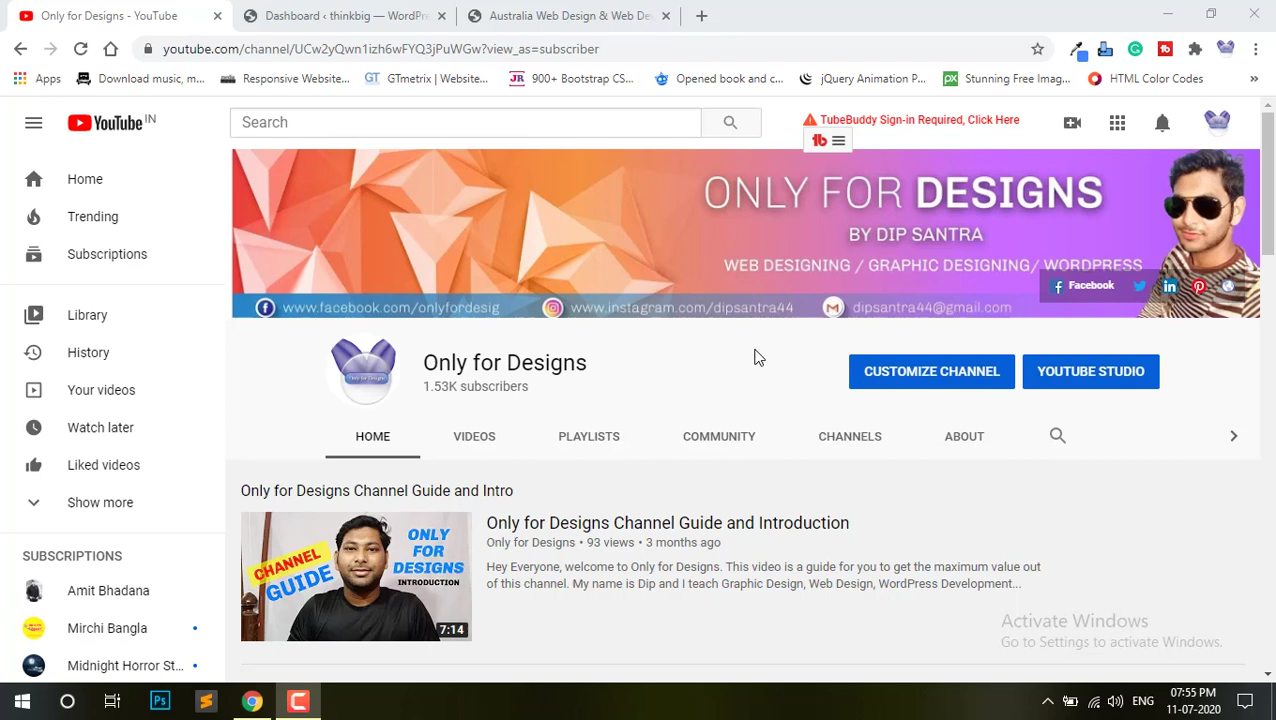 Only for Designs - YouTube
Dashboard ‹ thinkbig — WordPre
Australia Web Design & Web De
youtube.com/channel/UCw2yQwn1izh6wFYQ3jPuWGw?view_as=subscriber
Apps
Download music, m...
Responsive Website...
GT
GTmetrix | Website...
JR
900+ Bootstrap CS...
Opened book and c...
jQuery Animation P...
px
Stunning Free Imag...
HTML Color Codes
»
YouTube IN
Search
TubeBuddy Sign-in Required, Click Here
tb
ONLY FOR DESIGNS
BY DIP SANTRA
WEB DESIGNING / GRAPHIC DESIGNING/ WORDPRESS
Facebook
www.facebook.com/onlyfordesig
www.instagram.com/dipsantra44
dipsantra44@gmail.com
Home
Trending
Subscriptions
Library
History
Your videos
Watch later
Liked videos
Show more
SUBSCRIPTIONS
Amit Bhadana
Mirchi Bangla
Midnight Horror St...
Only for Designs
Only for Designs
1.53K subscribers
CUSTOMIZE CHANNEL
YOUTUBE STUDIO
HOME
VIDEOS
PLAYLISTS
COMMUNITY
CHANNELS
ABOUT
Only for Designs Channel Guide and Intro
CHANNEL
GUIDE
ONLY
FOR
DESIGNS
INTRODUCTION
7:14
Only for Designs Channel Guide and Introduction
Only for Designs • 93 views • 3 months ago
Hey Everyone, welcome to Only for Designs. This video is a guide for you to get the maximum value out
of this channel. My name is Dip and I teach Graphic Design, Web Design, WordPress Development...
Activate Windows
Go to Settings to activate Windows.
Ps
ENG
07:55 PM
11-07-2020